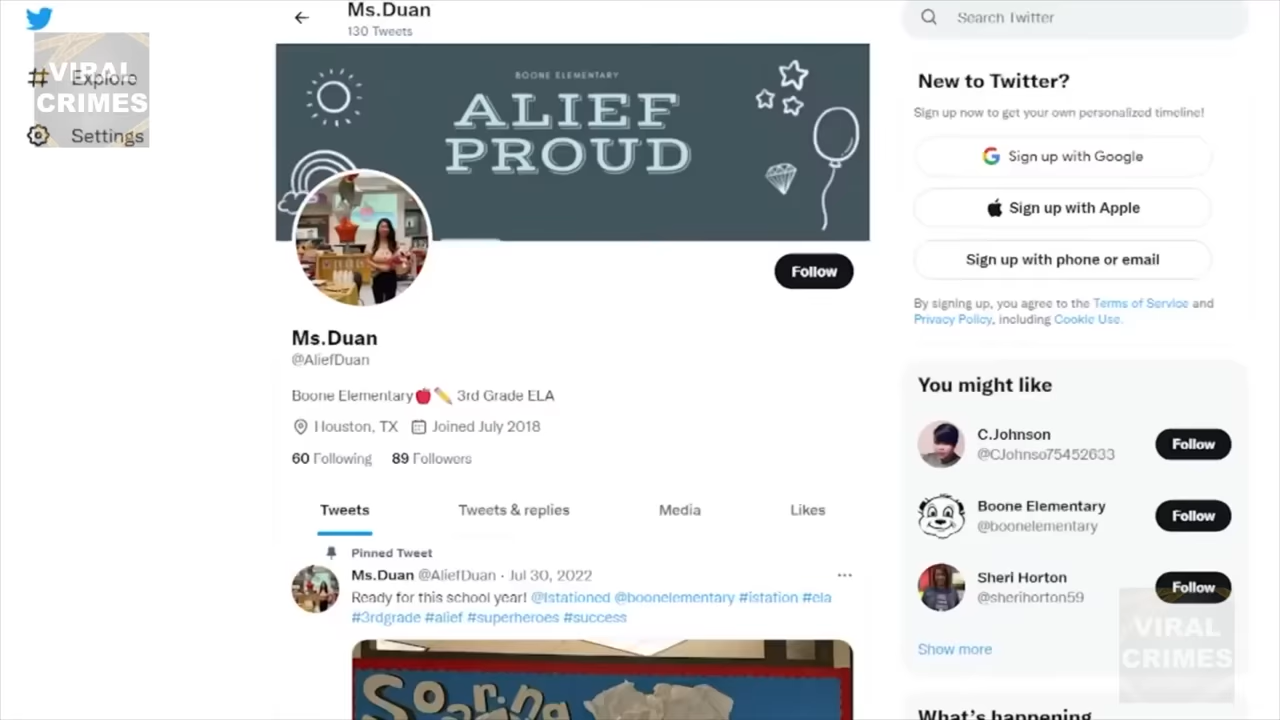 Ms.Duan
130 Tweets
VIRAL
CRIMES
Explore
Settings
BOONE ELEMENTARY
ALIEF
PROUD
Follow
Ms.Duan
@AliefDuan
Boone Elementary🍎✏️ 3rd Grade ELA
Houston, TX Joined July 2018
60 Following 89 Followers
Tweets Tweets & replies Media Likes
Pinned Tweet
Ms.Duan @AliefDuan · Jul 30, 2022
Ready for this school year! @Istationed @boonelementary #istation #ela
#3rdgrade #alief #superheroes #success
Soaring
Search Twitter
New to Twitter?
Sign up now to get your own personalized timeline!
Sign up with Google
Sign up with Apple
Sign up with phone or email
By signing up, you agree to the Terms of Service and
Privacy Policy, including Cookie Use.
You might like
C.Johnson
@CJohnso75452633
Follow
Boone Elementary
@boonelementary
Follow
Sheri Horton
@sherihorton59
Follow
Show more
VIRAL
CRIMES
What's happening